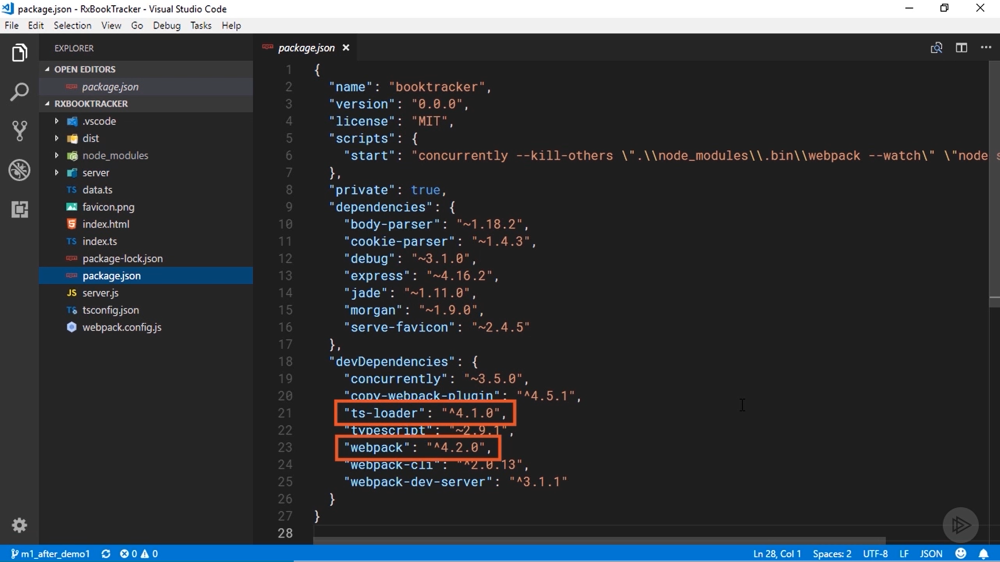 package.json - RxBookTracker - Visual Studio Code
File Edit Selection View Go Debug Tasks Help
EXPLORER
OPEN EDITORS
package.json
RXBOOKTRACKER
.vscode
dist
node_modules
server
TS data.ts
favicon.png
index.html
TS index.ts
package-lock.json
package.json
JS server.js
TS tsconfig.json
webpack.config.js
package.json
1 {
2 "name": "booktracker",
3 "version": "0.0.0",
4 "license": "MIT",
5 "scripts": {
6 "start": "concurrently --kill-others \".\\node_modules\\.bin\\webpack --watch\" \"node s
7 },
8 "private": true,
9 "dependencies": {
10 "body-parser": "~1.18.2",
11 "cookie-parser": "~1.4.3",
12 "debug": "~3.1.0",
13 "express": "~4.16.2",
14 "jade": "~1.11.0",
15 "morgan": "~1.9.0",
16 "serve-favicon": "~2.4.5"
17 },
18 "devDependencies": {
19 "concurrently": "~3.5.0",
20 "copy-webpack-plugin": "^4.5.1",
21 "ts-loader": "^4.1.0",
22 "typescript": "~2.9.1",
23 "webpack": "^4.2.0",
24 "webpack-cli": "^2.0.13",
25 "webpack-dev-server": "^3.1.1"
26 }
27 }
28
m1_after_demo1 0 0 Ln 28, Col 1 Spaces: 2 UTF-8 LF JSON